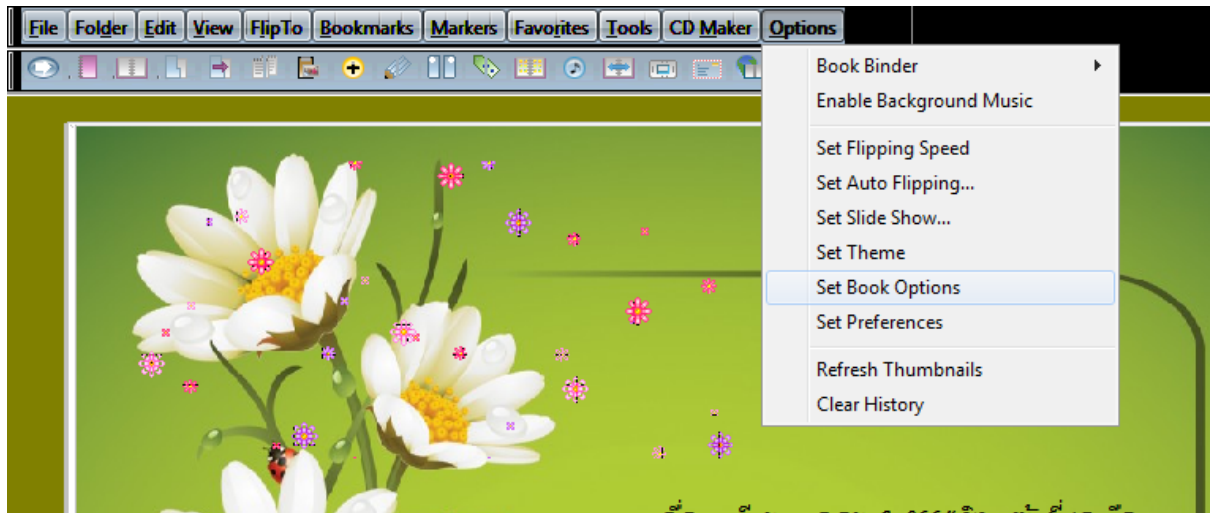 File Folder Edit View FlipTo Bookmarks Markers Favorites Tools CD Maker Options
Book Binder
Enable Background Music
Set Flipping Speed
Set Auto Flipping...
Set Slide Show...
Set Theme
Set Book Options
Set Preferences
Refresh Thumbnails
Clear History